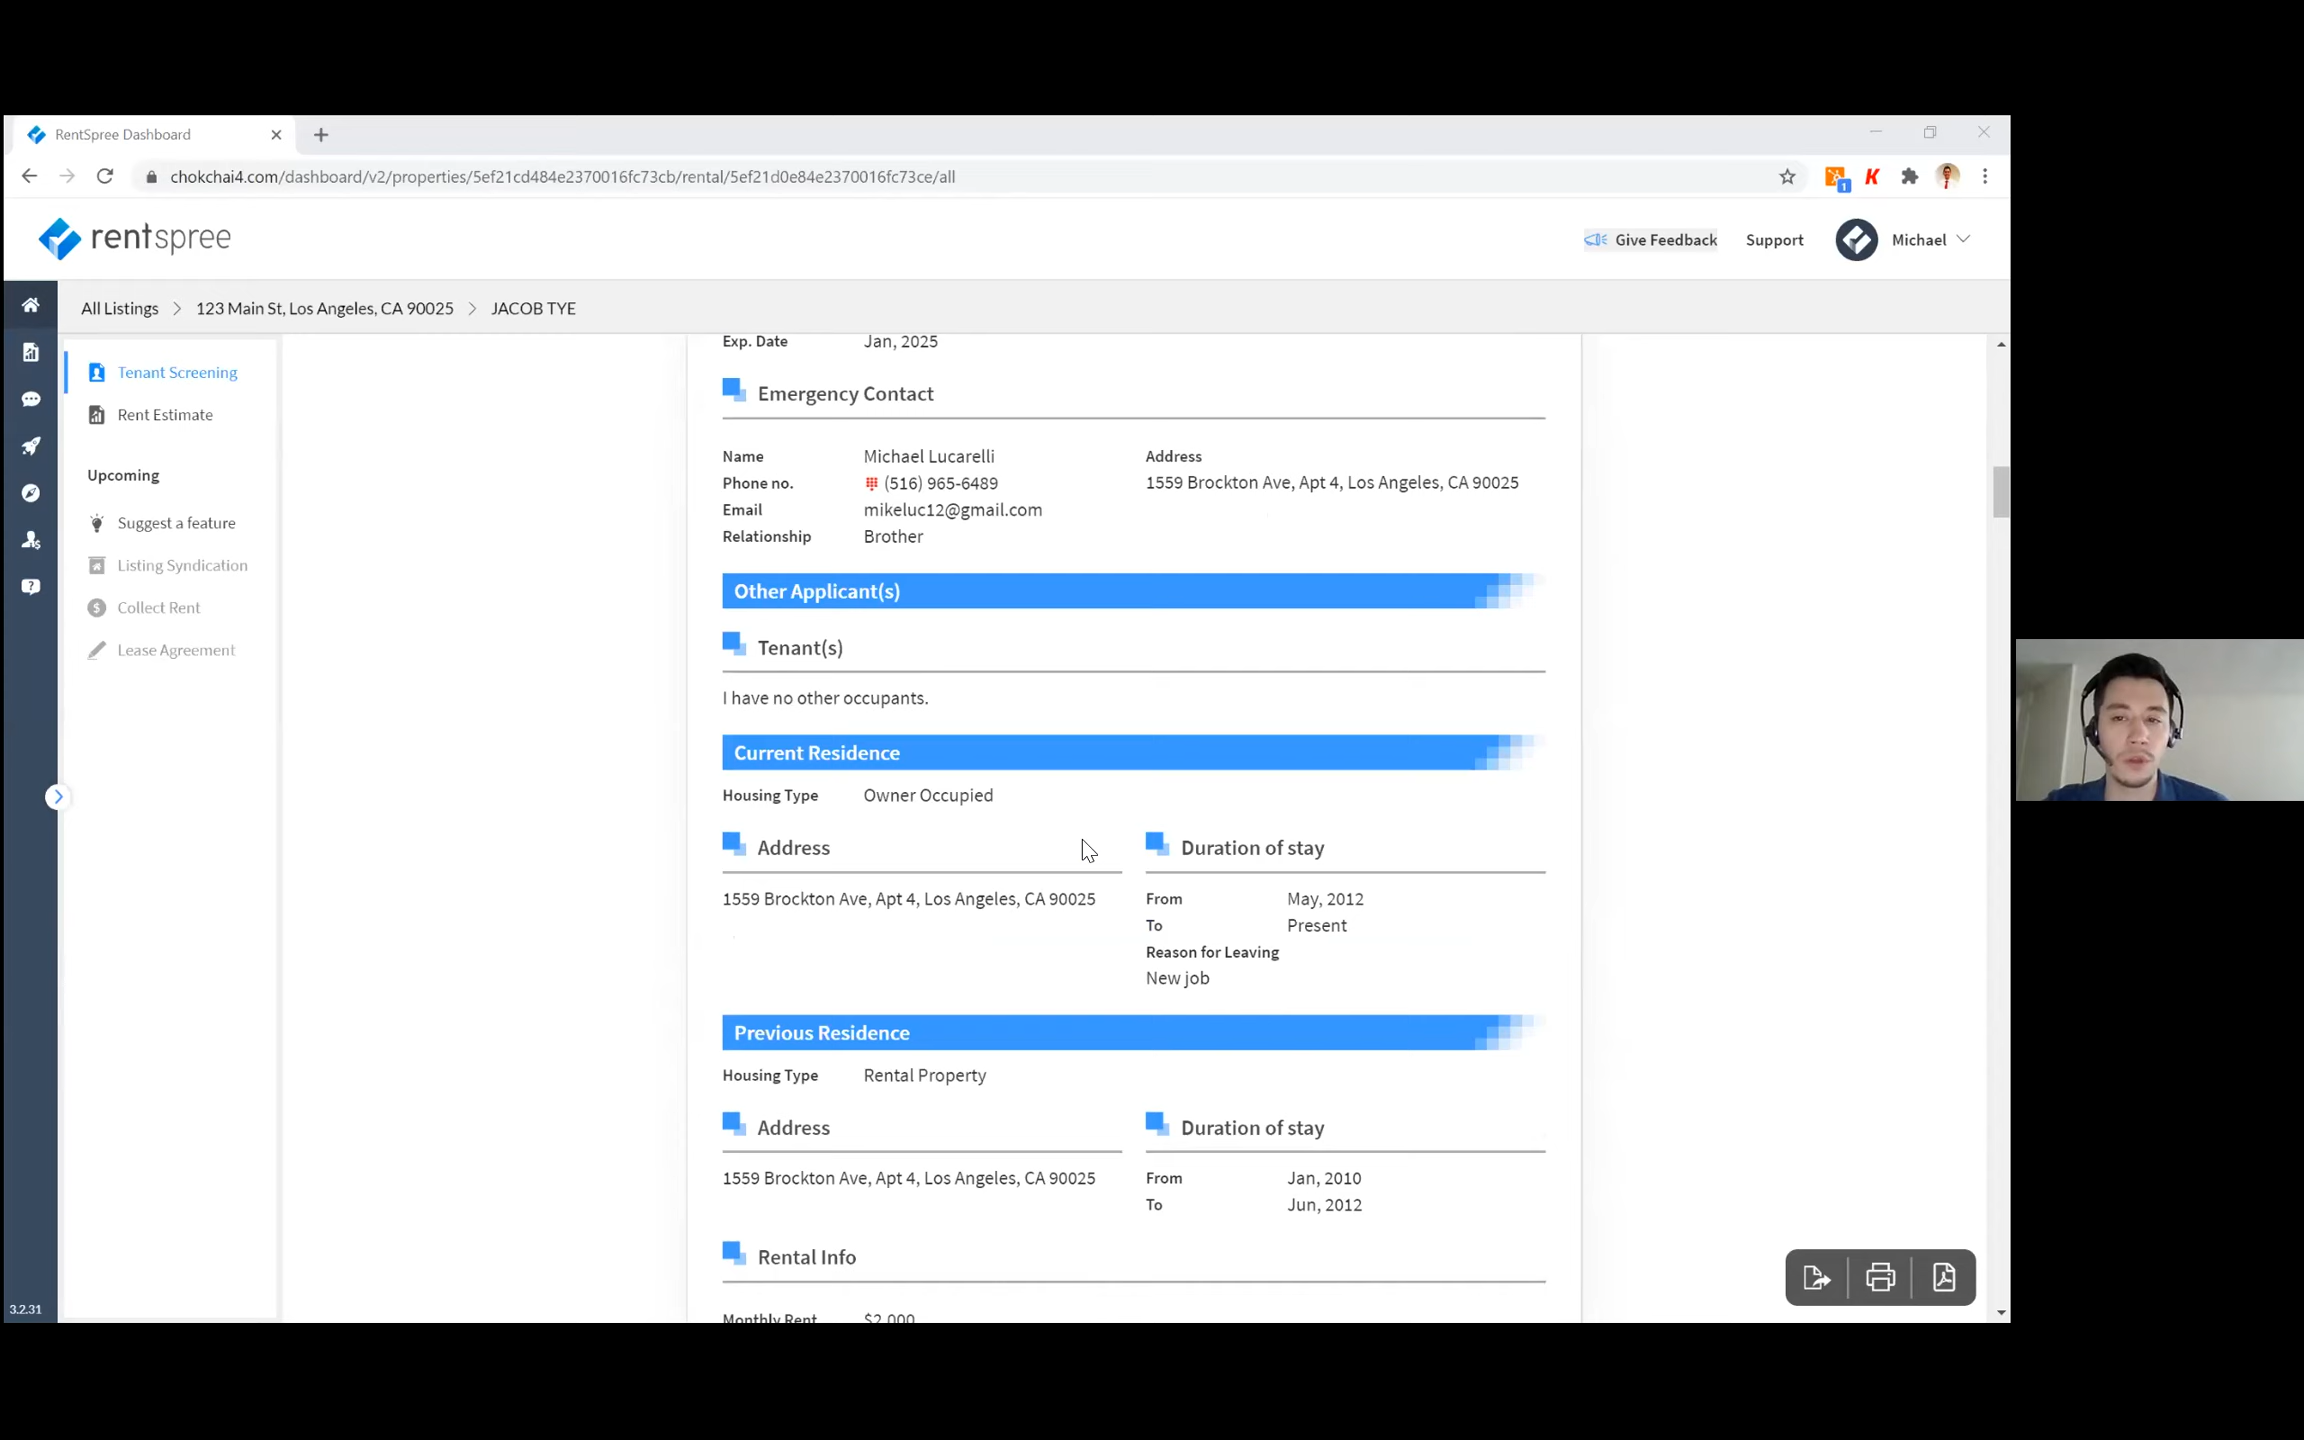 RentSpree Dashboard
chokchai4.com/dashboard/v2/properties/5ef21cd484e2370016fc73cb/rental/5ef21d0e84e2370016fc73ce/all
1
K
rentspree
Give Feedback
Support
Michael
All Listings > 123 Main St, Los Angeles, CA 90025 > JACOB TYE
Tenant Screening
Rent Estimate
Upcoming
Suggest a feature
Listing Syndication
Collect Rent
Lease Agreement
3.2.31
Exp. Date Jan, 2025
Emergency Contact
Name Michael Lucarelli
Phone no. (516) 965-6489
Email mikeluc12@gmail.com
Relationship Brother
Address
1559 Brockton Ave, Apt 4, Los Angeles, CA 90025
Other Applicant(s)
Tenant(s)
I have no other occupants.
Current Residence
Housing Type Owner Occupied
Address
1559 Brockton Ave, Apt 4, Los Angeles, CA 90025
Duration of stay
From May, 2012
To Present
Reason for Leaving
New job
Previous Residence
Housing Type Rental Property
Address
1559 Brockton Ave, Apt 4, Los Angeles, CA 90025
Duration of stay
From Jan, 2010
To Jun, 2012
Rental Info
Monthly Rent $2,000